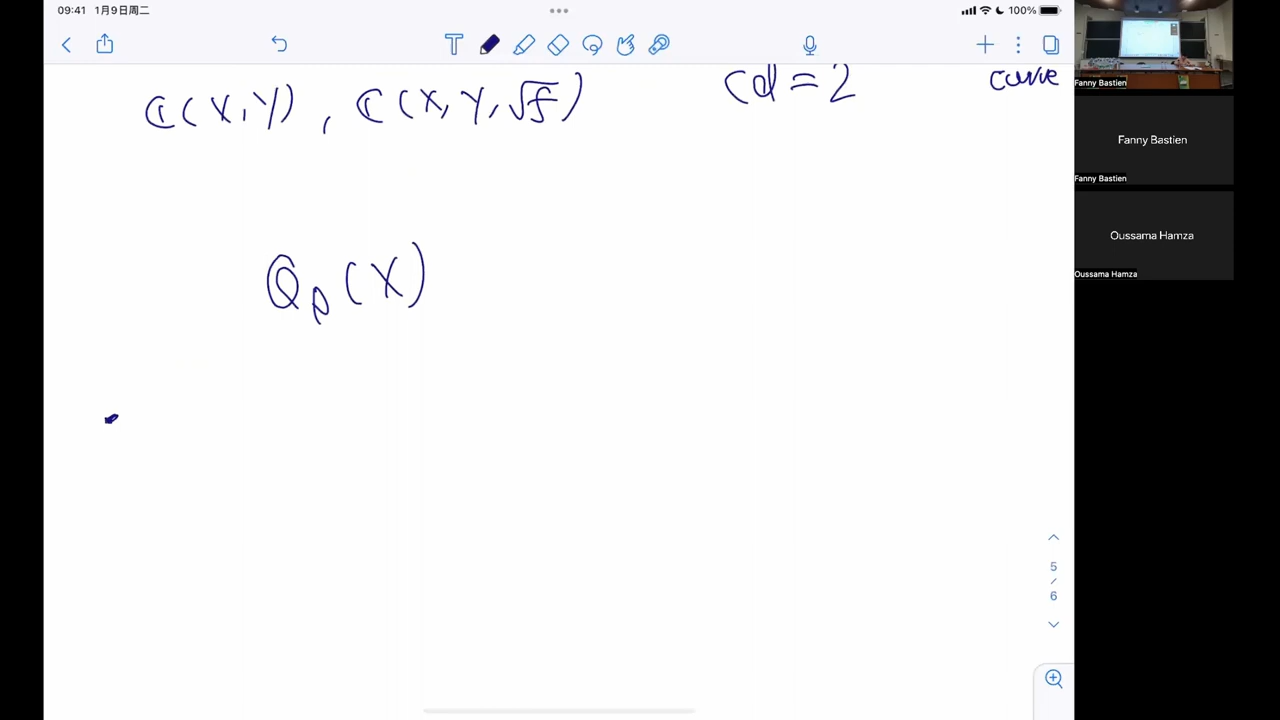 09:41 1月9日周二
100%
T
ℂ(X,Y), ℂ(X,Y,√f) cd=2 curve
ℚₚ(X)
5
/
6
Fanny Bastien
Fanny Bastien
Fanny Bastien
Oussama Hamza
Oussama Hamza